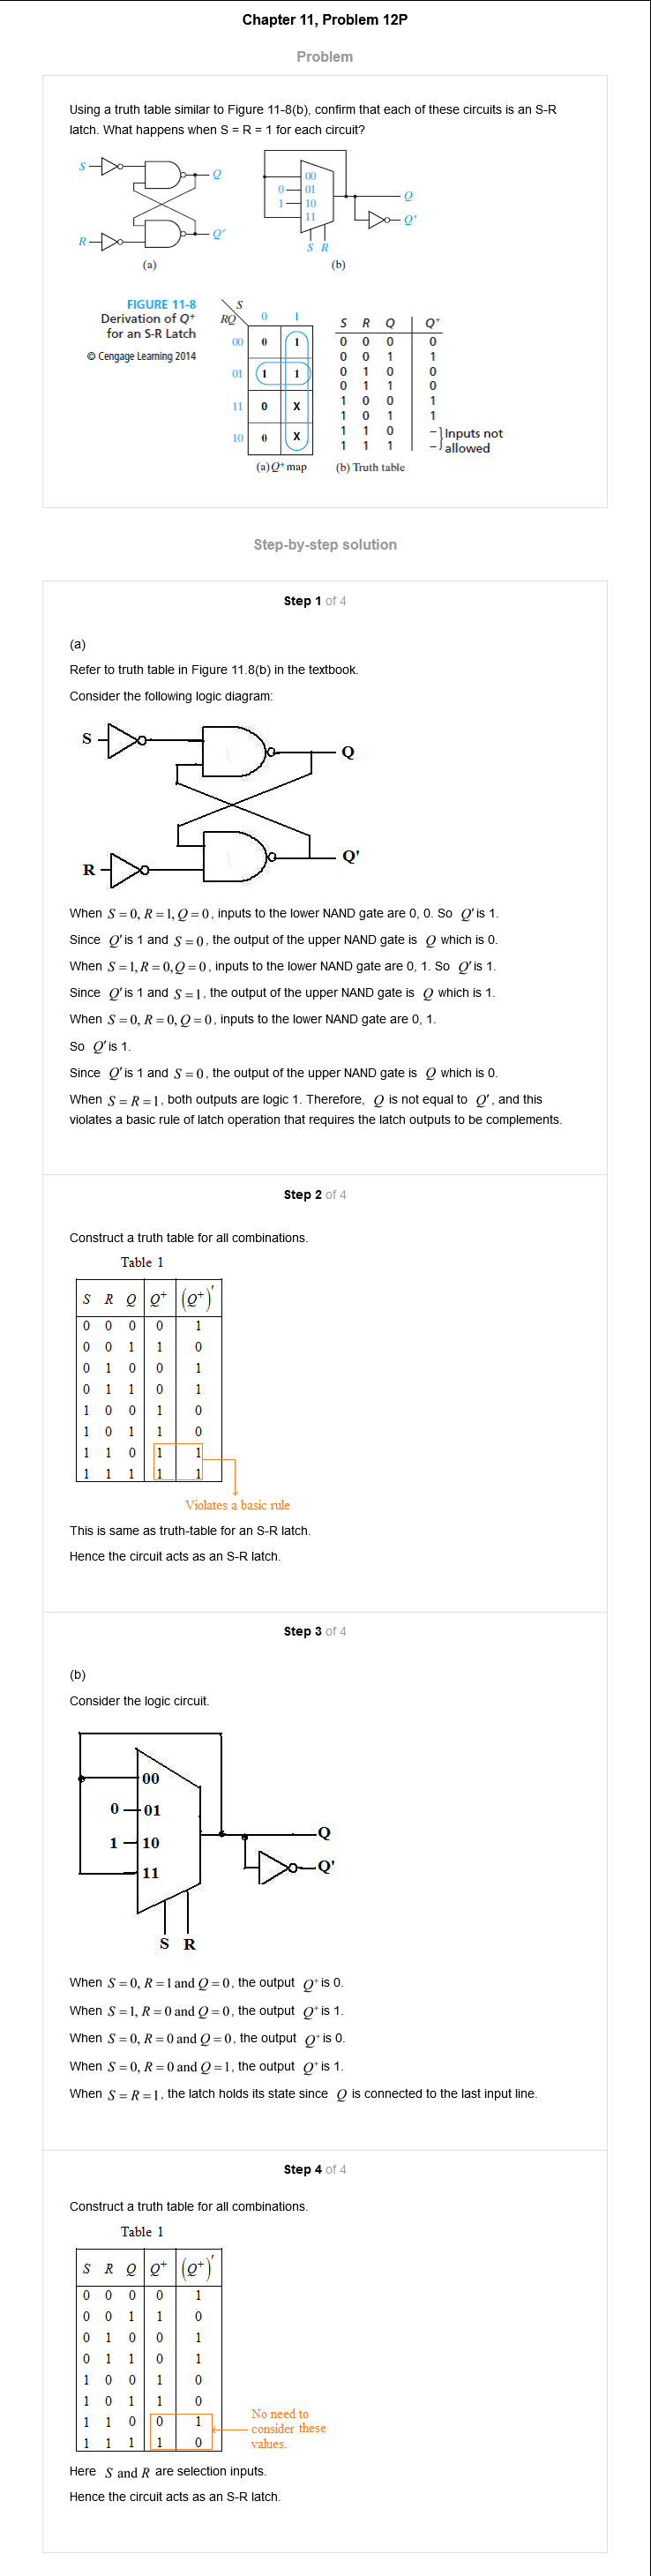 Chapter 11, Problem 12P
Problem
Using a truth table similar to Figure 11-8(b), confirm that each of these circuits is an S-R
latch. What happens when S = R = 1 for each circuit?
S
Q
R
Q'
(a)
00
0 01
1 10
11
S R
Q
Q'
(b)
FIGURE 11-8
Derivation of Q+
for an S-R Latch
© Cengage Learning 2014
S
RQ 0 1
00 0 1
01 1 1
11 0 X
10 0 X
(a) Q+ map
S R Q Q+
0 0 0 0
0 0 1 1
0 1 0 0
0 1 1 0
1 0 0 1
1 0 1 1
1 1 0 – } Inputs not
1 1 1 – allowed
(b) Truth table
Step-by-step solution
Step 1 of 4
(a)
Refer to truth table in Figure 11.8(b) in the textbook.
Consider the following logic diagram:
S
Q
R
Q'
When S = 0, R = 1, Q = 0, inputs to the lower NAND gate are 0, 0. So Q' is 1.
Since Q' is 1 and S = 0, the output of the upper NAND gate is Q which is 0.
When S = 1, R = 0, Q = 0, inputs to the lower NAND gate are 0, 1. So Q' is 1.
Since Q' is 1 and S = 1, the output of the upper NAND gate is Q which is 1.
When S = 0, R = 0, Q = 0, inputs to the lower NAND gate are 0, 1.
So Q' is 1.
Since Q' is 1 and S = 0, the output of the upper NAND gate is Q which is 0.
When S = R = 1, both outputs are logic 1. Therefore, Q is not equal to Q', and this
violates a basic rule of latch operation that requires the latch outputs to be complements.
Step 2 of 4
Construct a truth table for all combinations.
Table 1
S R Q Q+ (Q+)'
0 0 0 0 1
0 0 1 1 0
0 1 0 0 1
0 1 1 0 1
1 0 0 1 0
1 0 1 1 0
1 1 0 1 1
1 1 1 1 1
Violates a basic rule
This is same as truth-table for an S-R latch.
Hence the circuit acts as an S-R latch.
Step 3 of 4
(b)
Consider the logic circuit.
00
0 01
1 10
11
Q
Q'
S R
When S = 0, R = 1 and Q = 0, the output Q+ is 0.
When S = 1, R = 0 and Q = 0, the output Q+ is 1.
When S = 0, R = 0 and Q = 0, the output Q+ is 0.
When S = 0, R = 0 and Q = 1, the output Q+ is 1.
When S = R = 1, the latch holds its state since Q is connected to the last input line.
Step 4 of 4
Construct a truth table for all combinations.
Table 1
S R Q Q+ (Q+)'
0 0 0 0 1
0 0 1 1 0
0 1 0 0 1
0 1 1 0 1
1 0 0 1 0
1 0 1 1 0
1 1 0 0 1
1 1 1 1 0
No need to
consider these
values.
Here S and R are selection inputs.
Hence the circuit acts as an S-R latch.